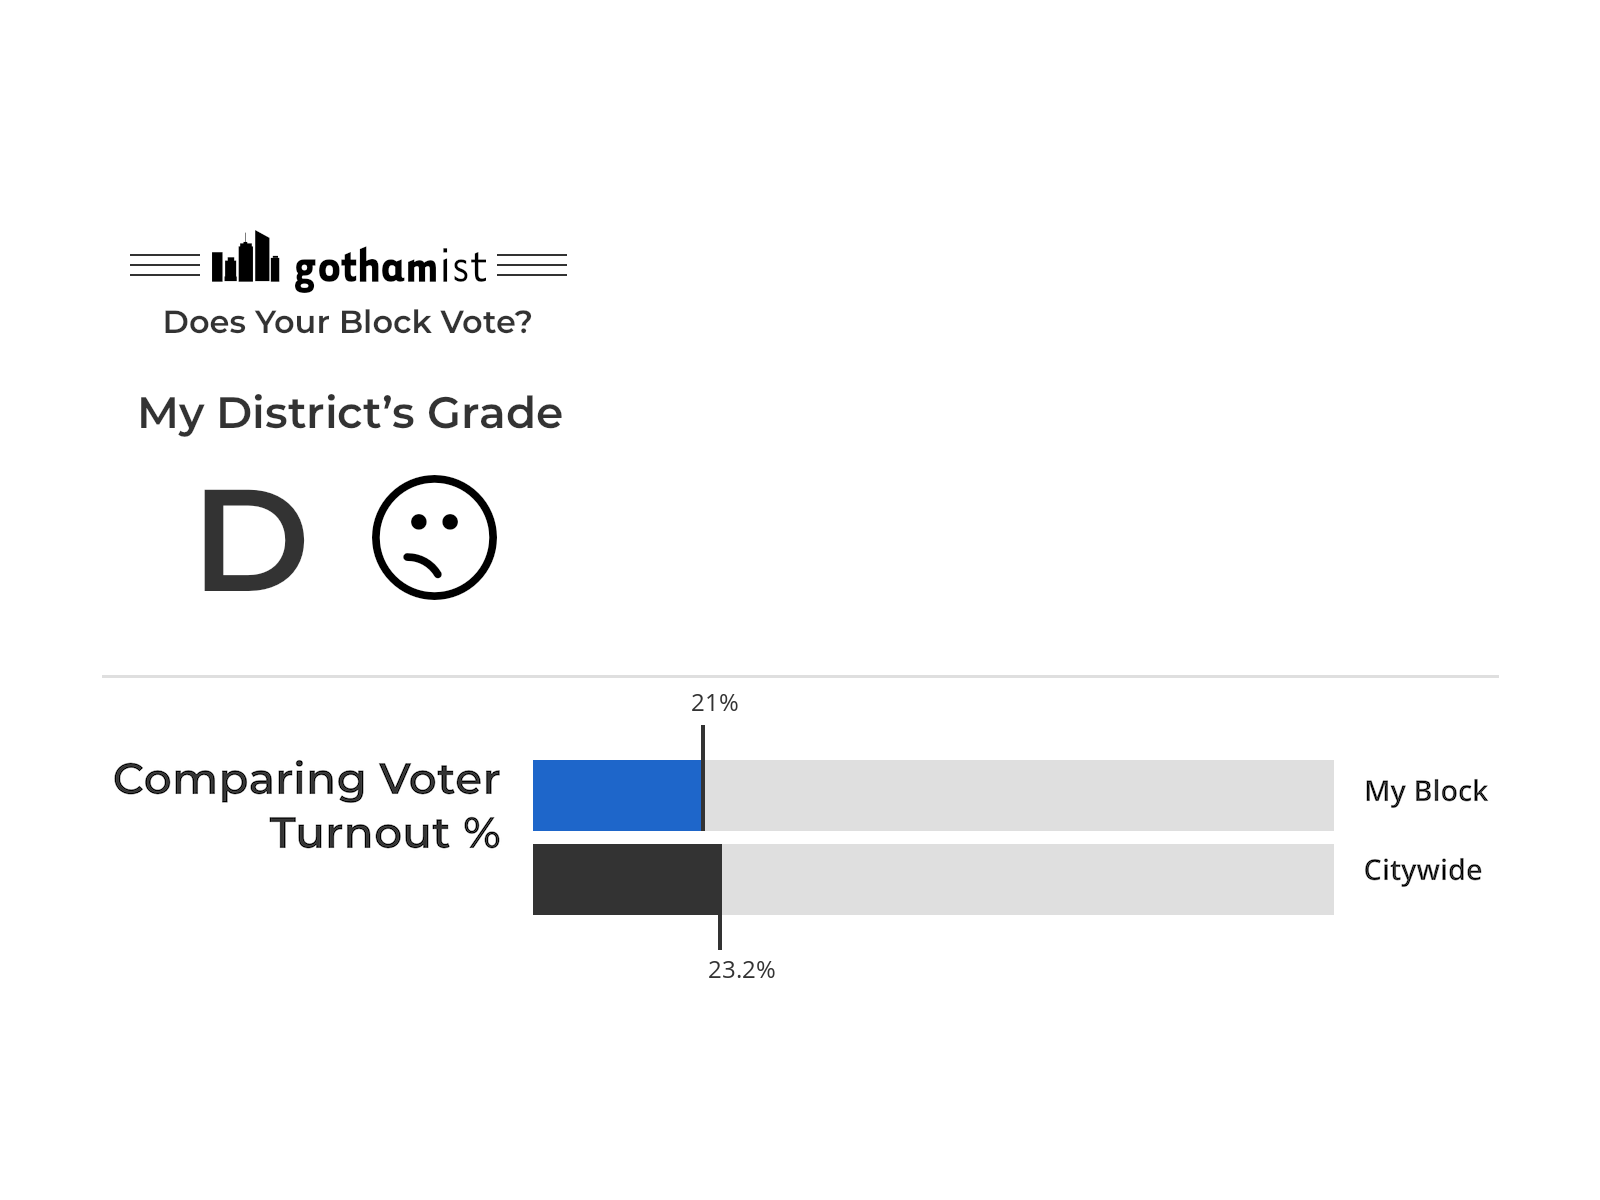 gothamist
Does Your Block Vote?
My District’s Grade
D
21%
Comparing Voter
Turnout %
My Block
Citywide
23.2%